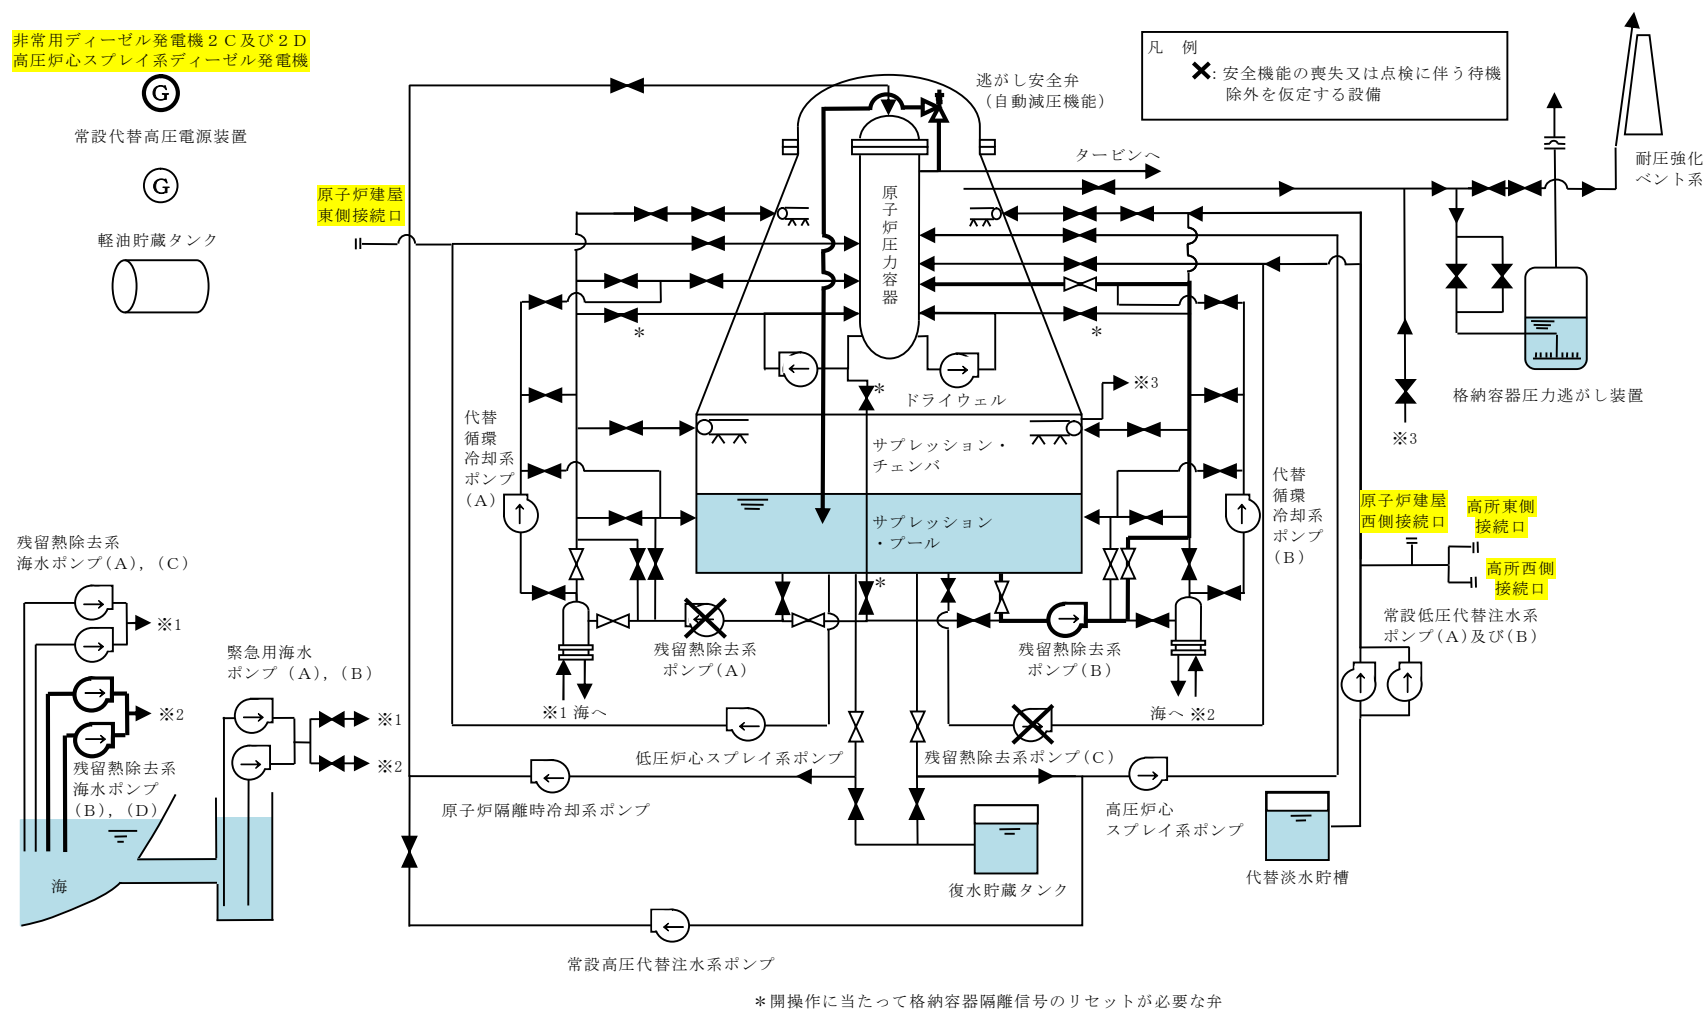 非常用ディーゼル発電機２Ｃ及び２Ｄ
高圧炉心スプレイ系ディーゼル発電機
G
常設代替高圧電源装置
G
軽油貯蔵タンク
原子炉建屋
東側接続口
逃がし安全弁
（自動減圧機能）
凡　例
：安全機能の喪失又は点検に伴う待機
除外を仮定する設備
タービンへ
耐圧強化
ベント系
原子炉圧力容器
＊
＊
＊
ドライウェル
※3
※3
格納容器圧力逃がし装置
代替
循環
冷却系
ポンプ
（A）
サプレッション・
チェンバ
サプレッション
・プール
＊
代替
循環
冷却系
ポンプ
（B）
原子炉建屋
西側接続口
高所東側
接続口
高所西側
接続口
常設低圧代替注水系
ポンプ（A）及び（B）
残留熱除去系
海水ポンプ（A），（C）
※1
※2
残留熱除去系
海水ポンプ
（B），（D）
緊急用海水
ポンプ（A），（B）
※1
※2
海
残留熱除去系
ポンプ（A）
残留熱除去系
ポンプ（B）
※1 海へ
海へ ※2
低圧炉心スプレイ系ポンプ
残留熱除去系ポンプ（C）
原子炉隔離時冷却系ポンプ
高圧炉心
スプレイ系ポンプ
復水貯蔵タンク
代替淡水貯槽
常設高圧代替注水系ポンプ
＊開操作に当たって格納容器隔離信号のリセットが必要な弁